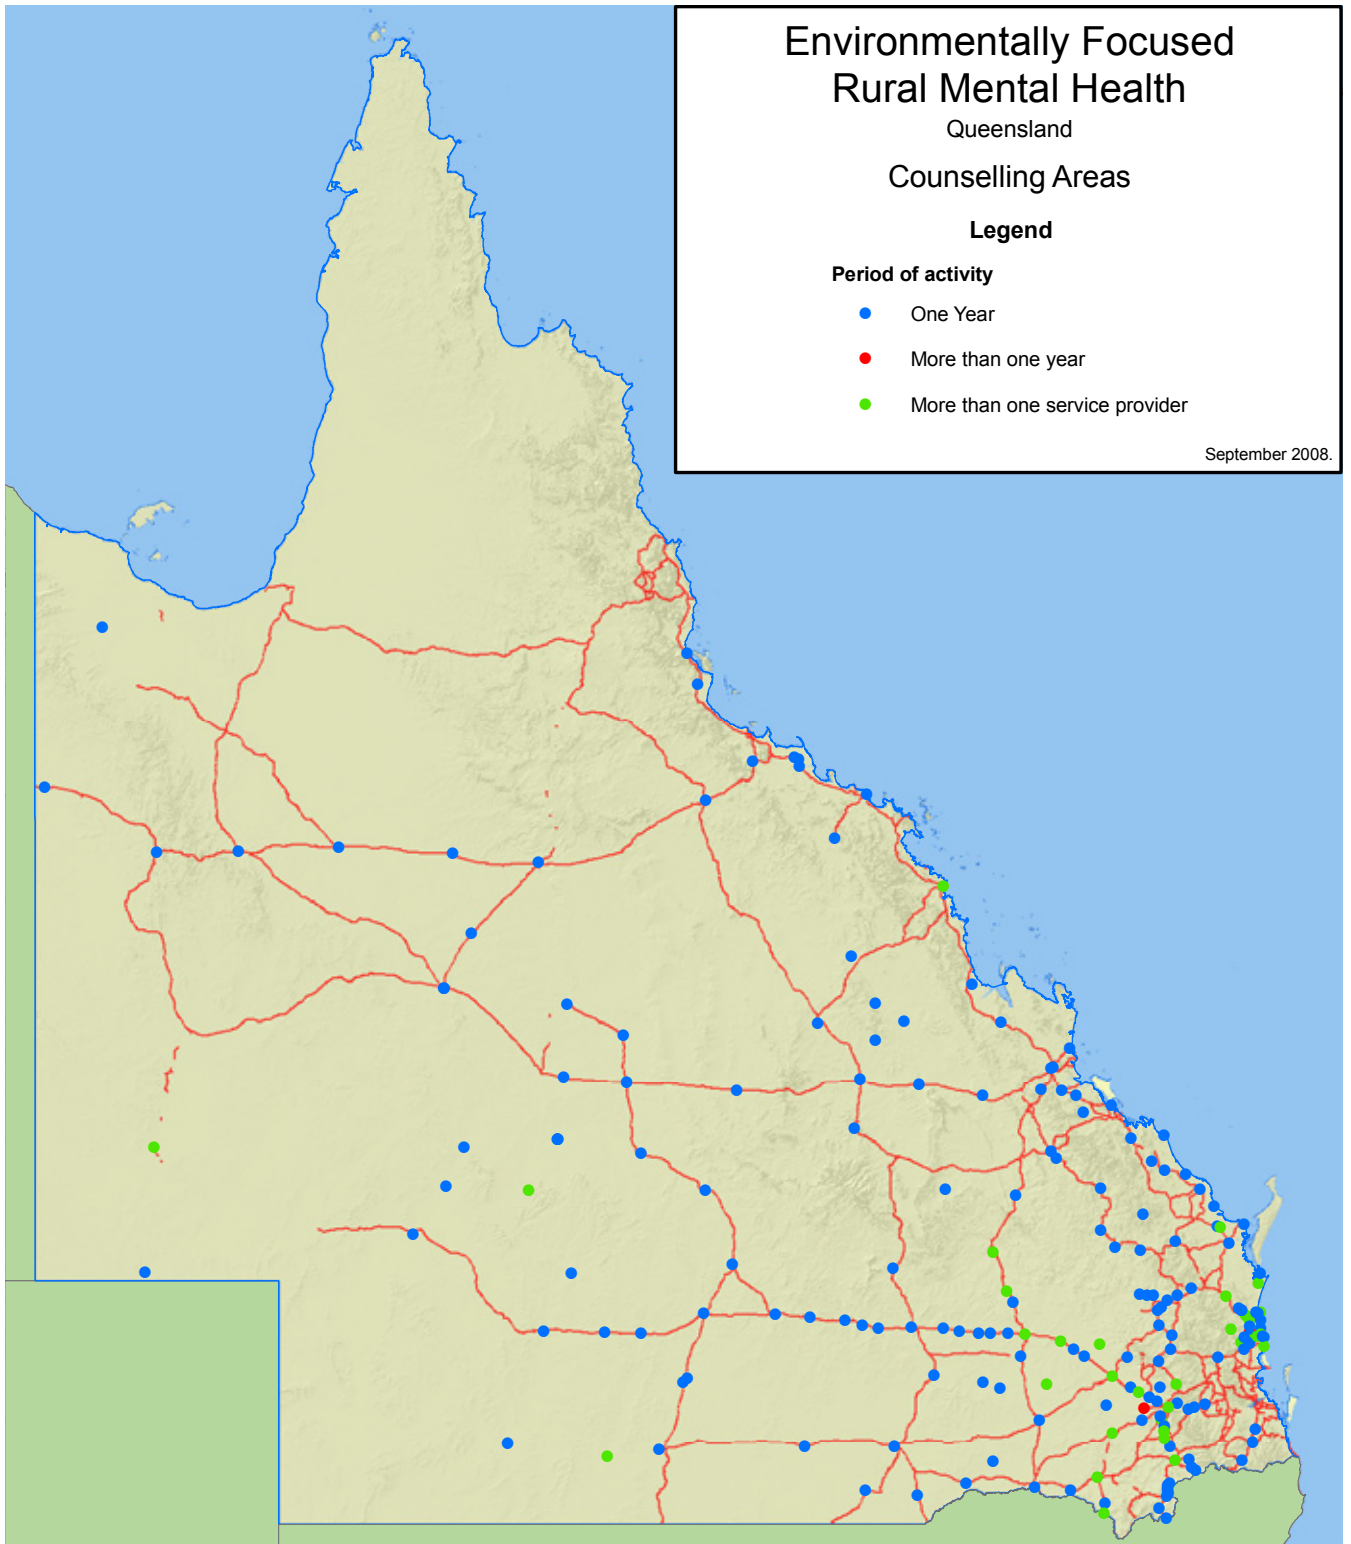 Environmentally Focused
Rural Mental Health
Queensland
Counselling Areas
Legend
Period of activity
One Year
More than one year
More than one service provider
September 2008.